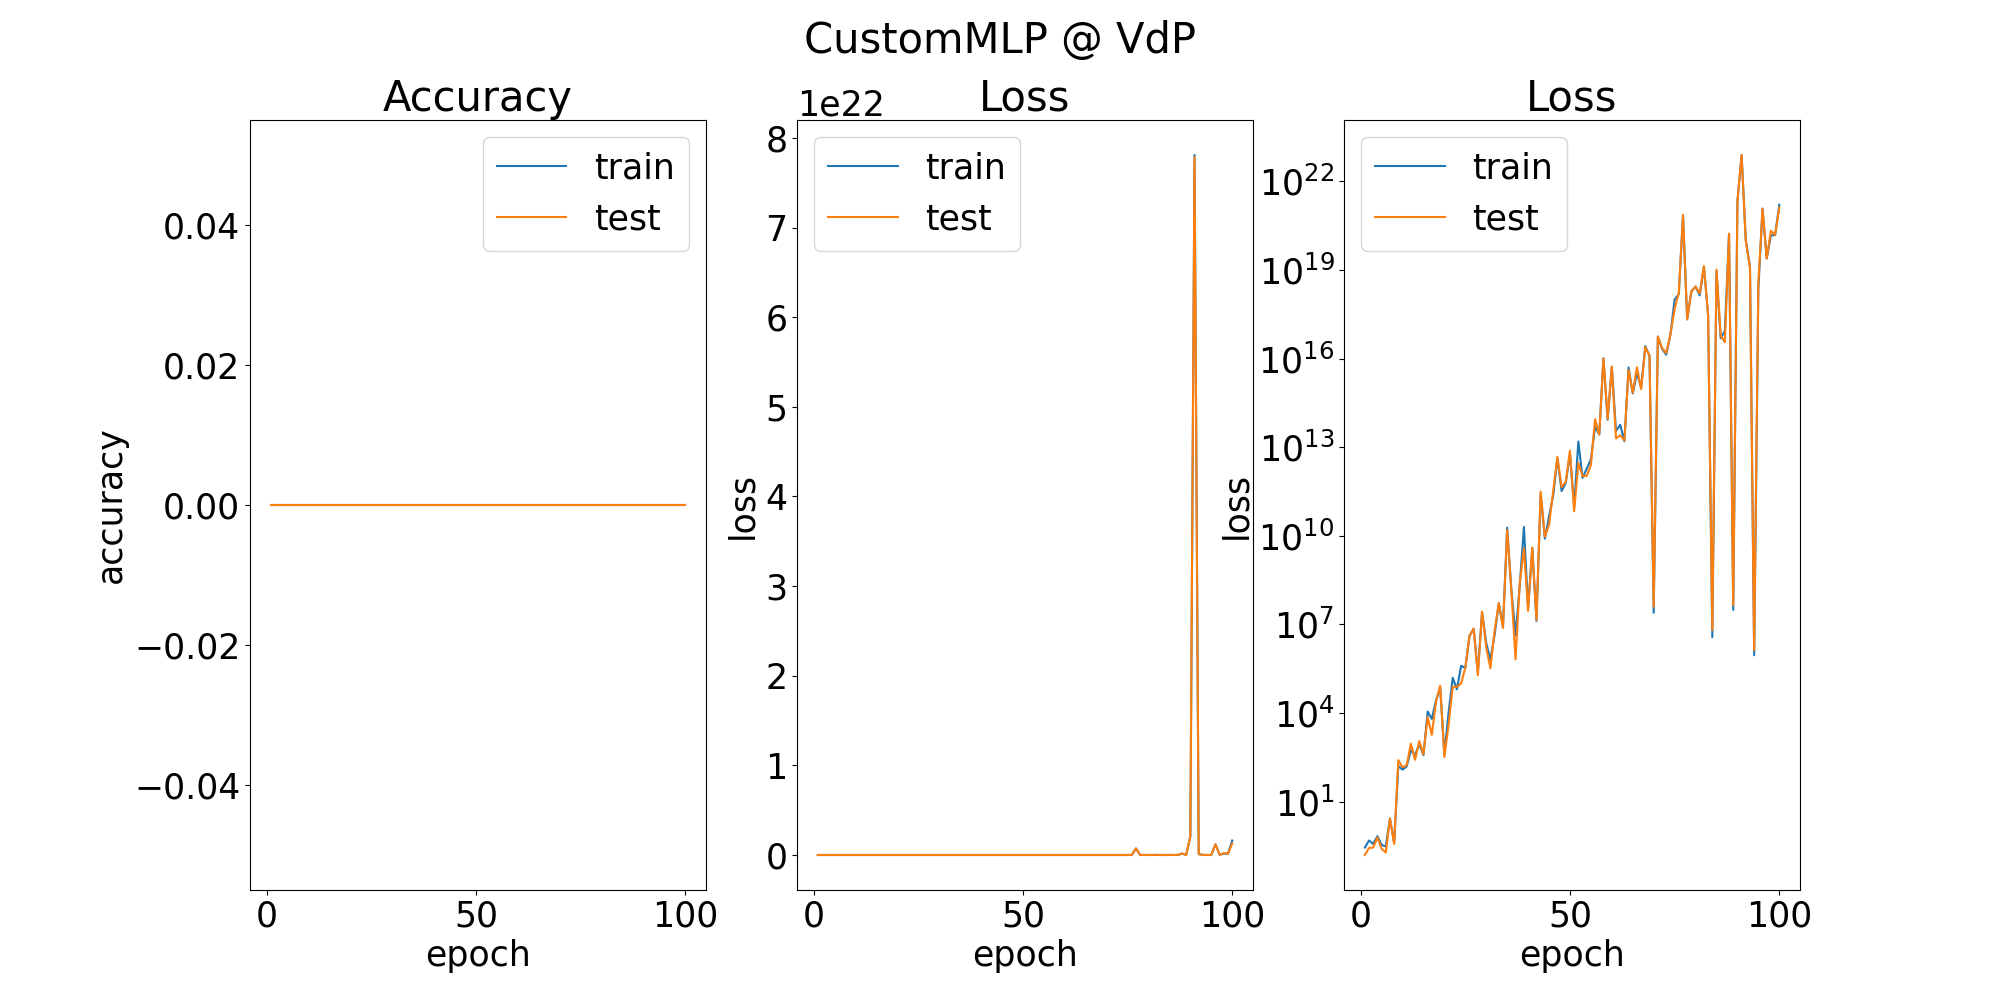 CustomMLP @ VdP
Accuracy
train
test
0.04
0.02
0.00
−0.02
−0.04
accuracy
0
50
100
epoch
Loss
1e22
train
test
8
7
6
5
4
3
2
1
0
loss
0
50
100
epoch
Loss
train
test
10^22
10^19
10^16
10^13
10^10
10^7
10^4
10^1
loss
0
50
100
epoch